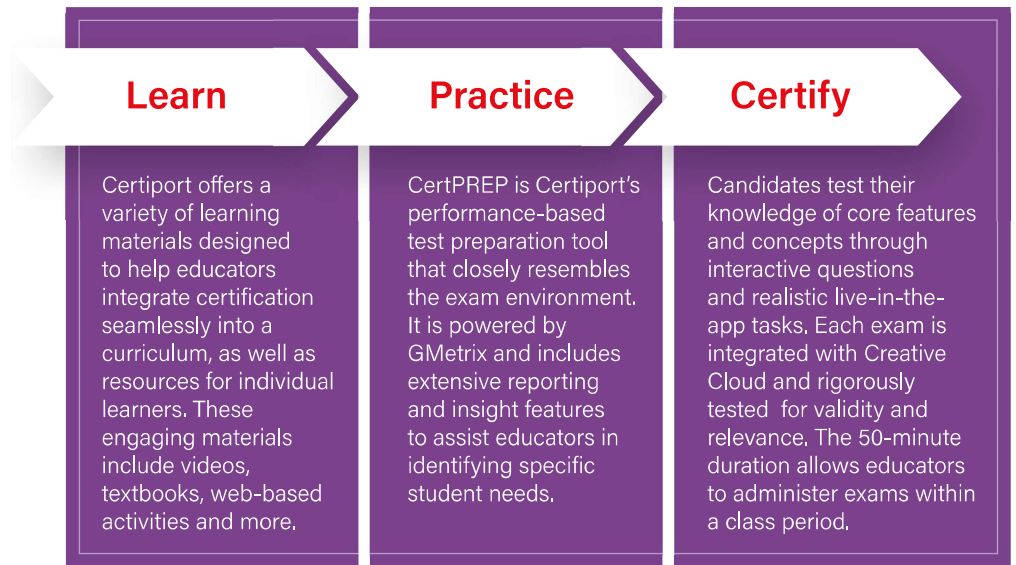 Learn
Certiport offers a
variety of learning
materials designed
to help educators
integrate certification
seamlessly into a
curriculum, as well as
resources for individual
learners. These
engaging materials
include videos,
textbooks, web-based
activities and more.
Practice
CertPREP is Certiport’s
performance-based
test preparation tool
that closely resembles
the exam environment.
It is powered by
GMetrix and includes
extensive reporting
and insight features
to assist educators in
identifying specific
student needs.
Certify
Candidates test their
knowledge of core features
and concepts through
interactive questions
and realistic live-in-the-
app tasks. Each exam is
integrated with Creative
Cloud and rigorously
tested  for validity and
relevance. The 50-minute
duration allows educators
to administer exams within
a class period.